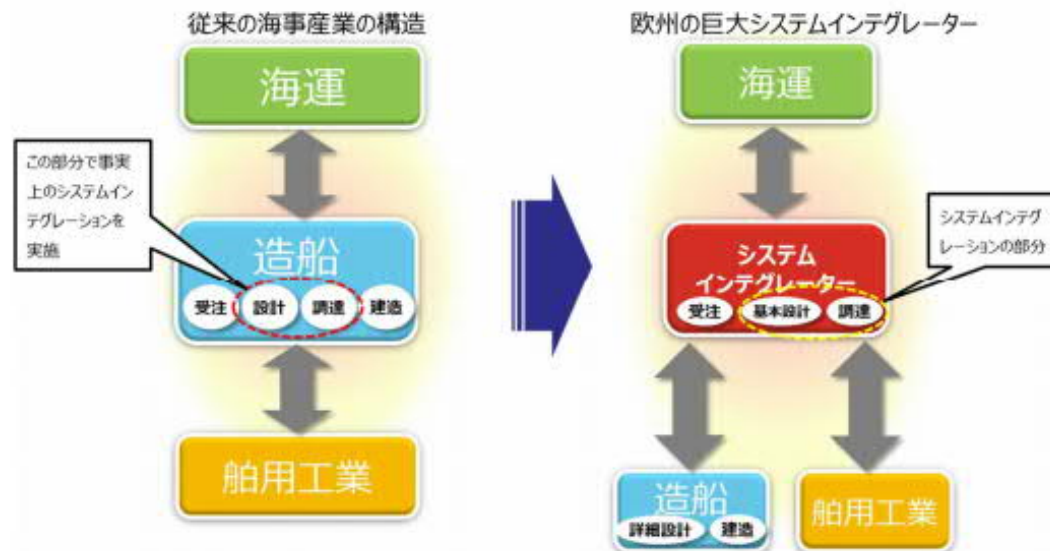 従来の海事産業の構造
海運
この部分で事実
上のシステムイン
テグレーションを
実施
造船
受注 設計 調達 建造
舶用工業
欧州の巨大システムインテグレーター
海運
システムインテグ
レーションの部分
システム
インテグレーター
受注 基本設計 調達
造船
詳細設計 建造
舶用工業